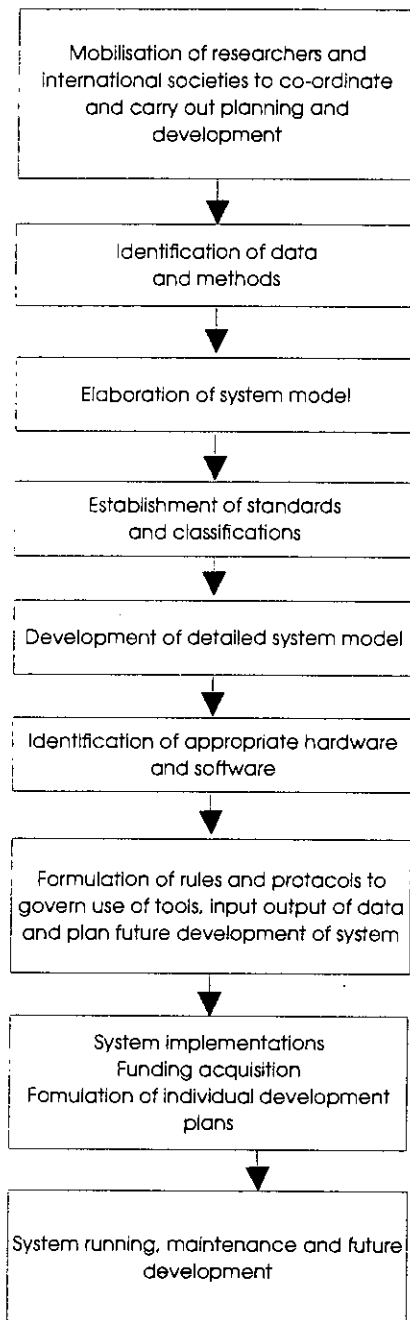 Mobilisation of researchers and
international societies to co-ordinate
and carry out planning and
development
Identification of data
and methods
Elaboration of system model
Establishment of standards
and classifications
Development of detailed system model
Identification of appropriate hardware
and software
Formulation of rules and protocols to
govern use of tools, input output of data
and plan future development of system
System implementations
Funding acquisition
Fomulation of individual development
plans
System running, maintenance and future
development